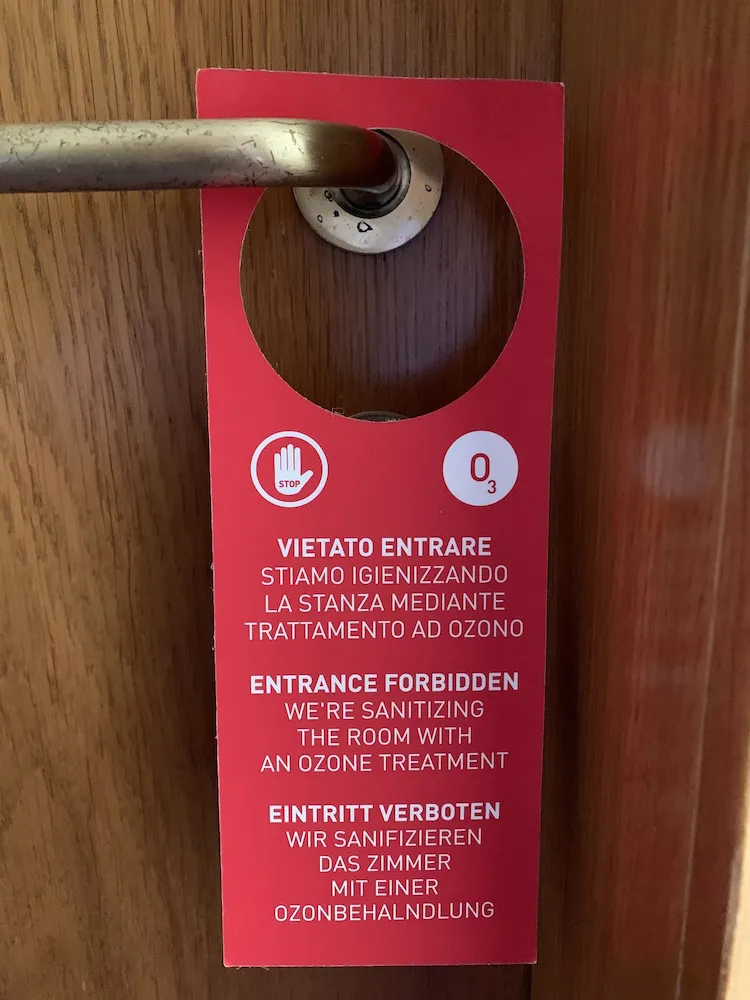 STOP
O3
VIETATO ENTRARE
STIAMO IGIENIZZANDO
LA STANZA MEDIANTE
TRATTAMENTO AD OZONO
ENTRANCE FORBIDDEN
WE'RE SANITIZING
THE ROOM WITH
AN OZONE TREATMENT
EINTRITT VERBOTEN
WIR SANIFIZIEREN
DAS ZIMMER
MIT EINER
OZONBEHALNDLUNG